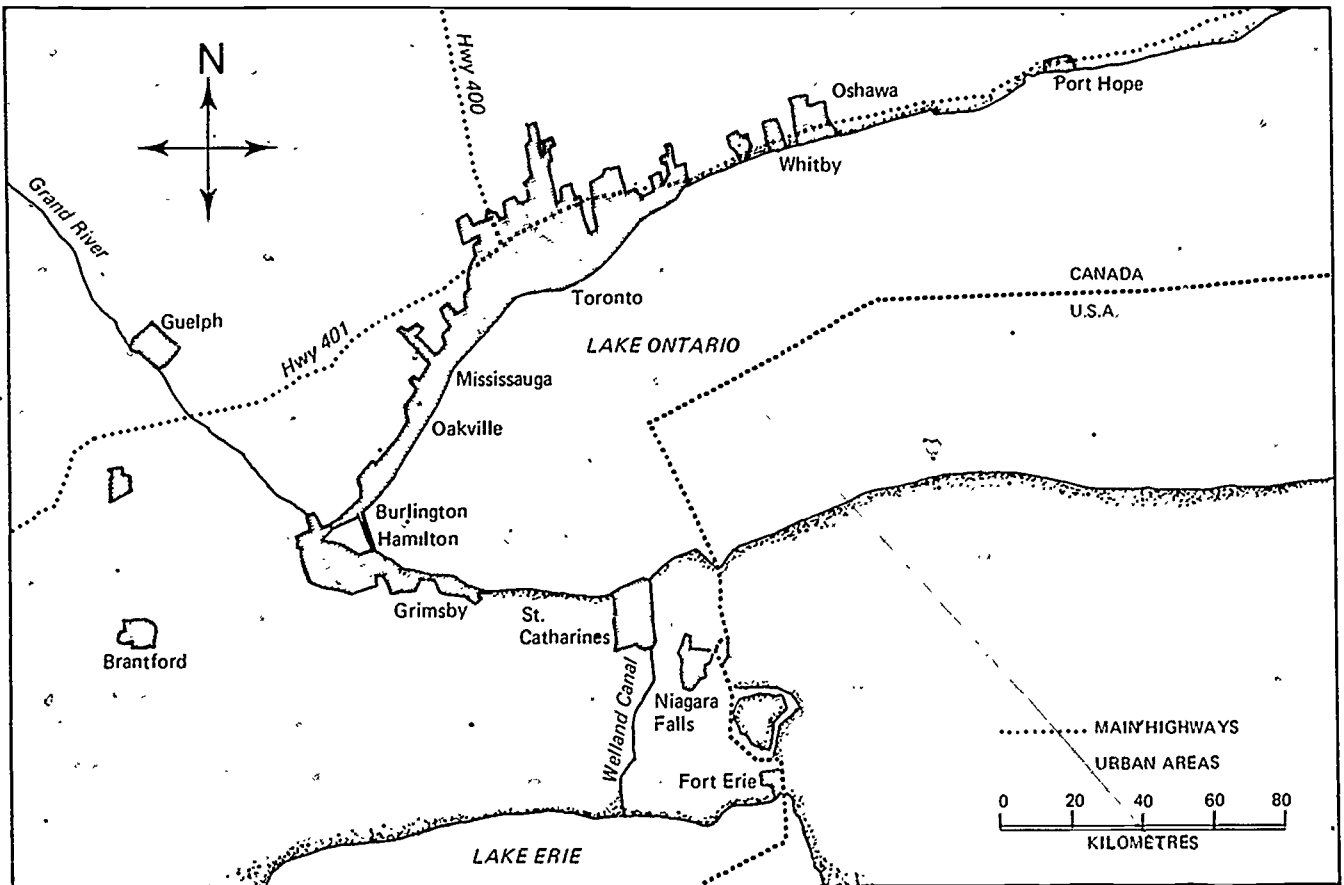 N
Hwy 400
Oshawa
Port Hope
Whitby
Grand River
CANADA
U.S.A.
Toronto
Guelph
Hwy 401
LAKE ONTARIO
Mississauga
Oakville
Burlington
Hamilton
Grimsby
St.
Catharines
Brantford
Welland Canal
Niagara
Falls
MAIN HIGHWAYS
URBAN AREAS
Fort Erie
0 20 40 60 80
KILOMETRES
LAKE ERIE